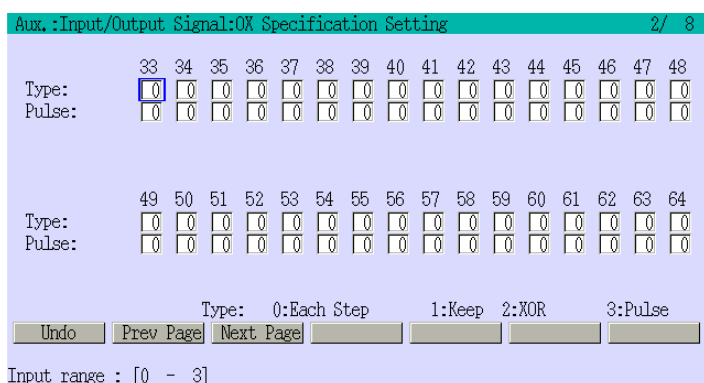 Aux.:Input/Output Signal:OX Specification Setting 2/ 8
33 34 35 36 37 38 39 40 41 42 43 44 45 46 47 48
Type: 0 0 0 0 0 0 0 0 0 0 0 0 0 0 0 0
Pulse: 0 0 0 0 0 0 0 0 0 0 0 0 0 0 0 0
49 50 51 52 53 54 55 56 57 58 59 60 61 62 63 64
Type: 0 0 0 0 0 0 0 0 0 0 0 0 0 0 0 0
Pulse: 0 0 0 0 0 0 0 0 0 0 0 0 0 0 0 0
Type: 0:Each Step 1:Keep 2:XOR 3:Pulse
Undo Prev Page Next Page
Input range : [0 - 3]